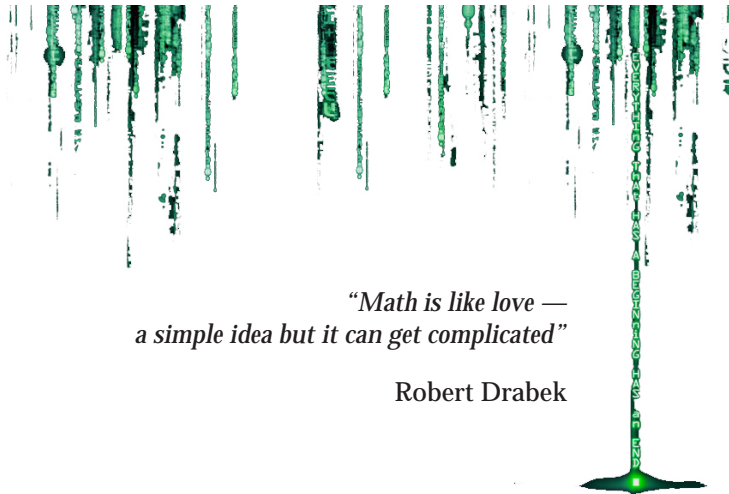 EVERYTHING THAT HAS A BEGINNiNG HAS an END
“Math is like love —
a simple idea but it can get complicated”
Robert Drabek